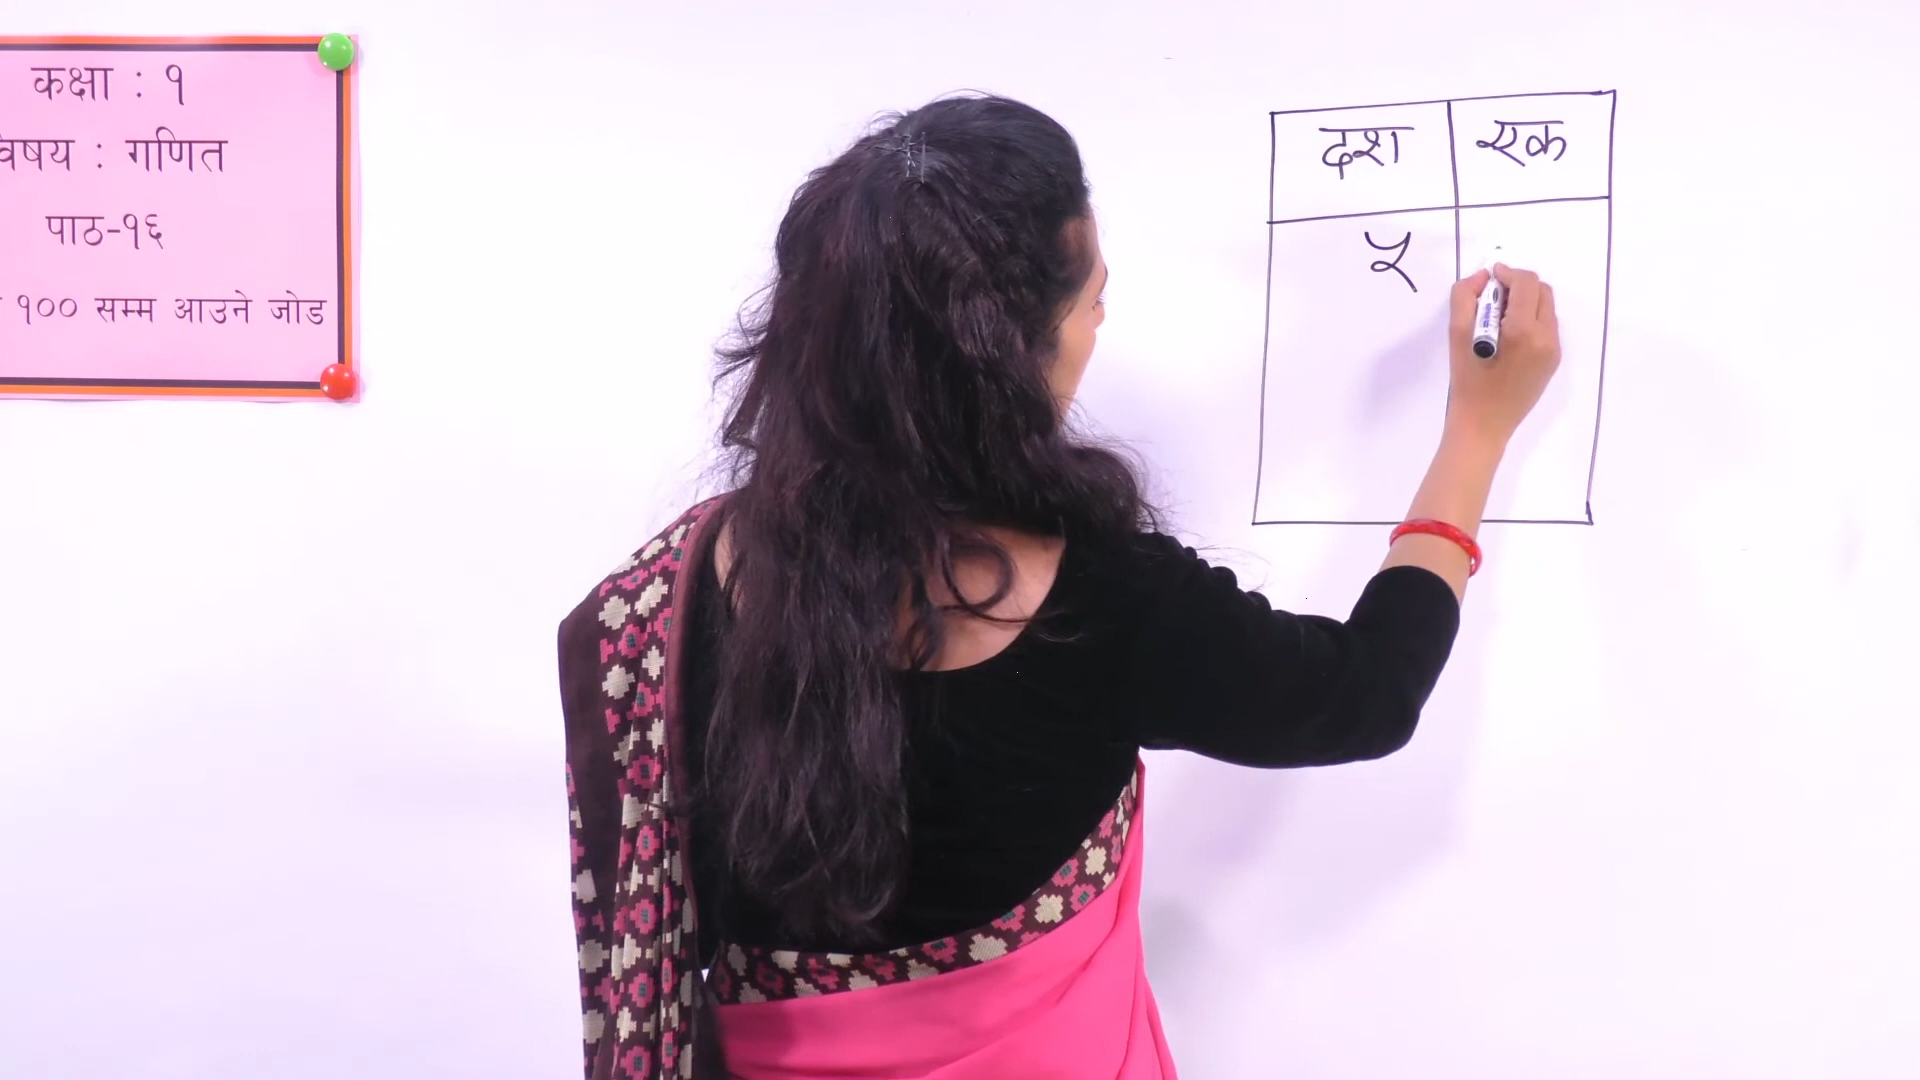 कक्षा : १
विषय : गणित
पाठ-१६
१०० सम्म आउने जोड
दश एक
५